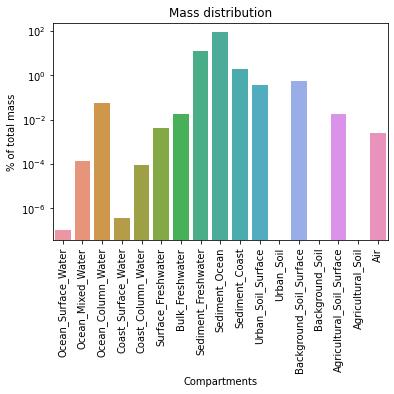 Mass distribution
% of total mass
10²
10⁰
10⁻²
10⁻⁴
10⁻⁶
Ocean_Surface_Water
Ocean_Mixed_Water
Ocean_Column_Water
Coast_Surface_Water
Coast_Column_Water
Surface_Freshwater
Bulk_Freshwater
Sediment_Freshwater
Sediment_Ocean
Sediment_Coast
Urban_Soil_Surface
Urban_Soil
Background_Soil_Surface
Background_Soil
Agricultural_Soil_Surface
Agricultural_Soil
Air
Compartments